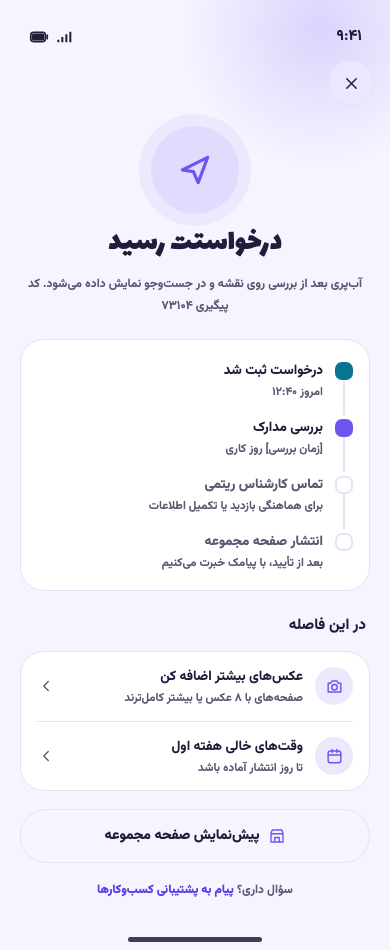 ۹:۴۱
درخواستت رسید
آب‌پری بعد از بررسی روی نقشه و در جست‌وجو نمایش داده می‌شود. کد
پیگیری ۷۳۱۰۴
درخواست ثبت شد
امروز ۱۲:۴۰
بررسی مدارک
[زمان بررسی] روز کاری
تماس کارشناس ریتمی
برای هماهنگی بازدید یا تکمیل اطلاعات
انتشار صفحه مجموعه
بعد از تأیید، با پیامک خبرت می‌کنیم
در این فاصله
عکس‌های بیشتر اضافه کن
صفحه‌های با ۸ عکس یا بیشتر کامل‌ترند
وقت‌های خالی هفته اول
تا روز انتشار آماده باشد
پیش‌نمایش صفحه مجموعه
سؤال داری؟ پیام به پشتیبانی کسب‌وکارها